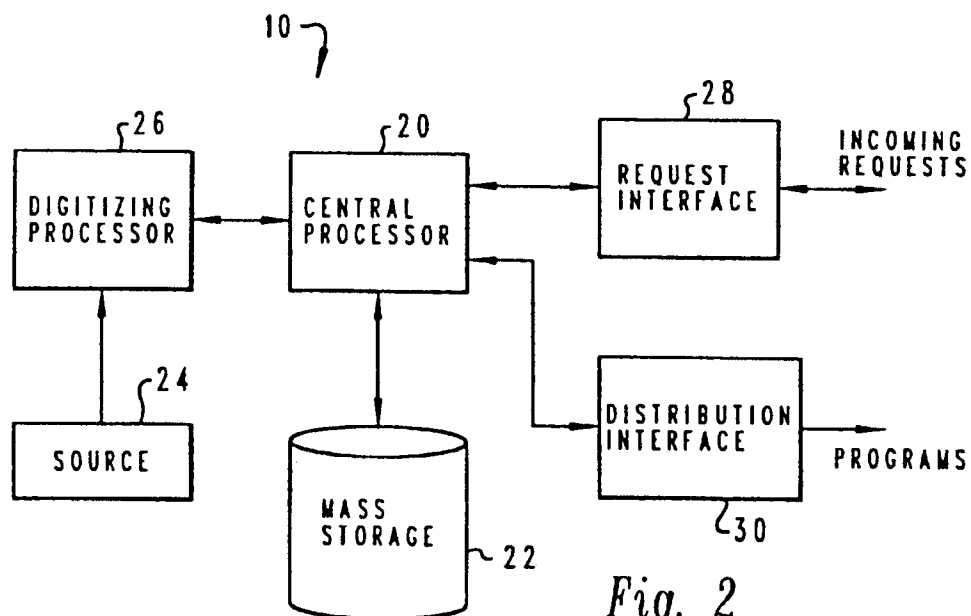 10
26
20
28
DIGITIZING
PROCESSOR
CENTRAL
PROCESSOR
REQUEST
INTERFACE
INCOMING
REQUESTS
24
SOURCE
MASS
STORAGE
22
DISTRIBUTION
INTERFACE
PROGRAMS
30
Fig. 2